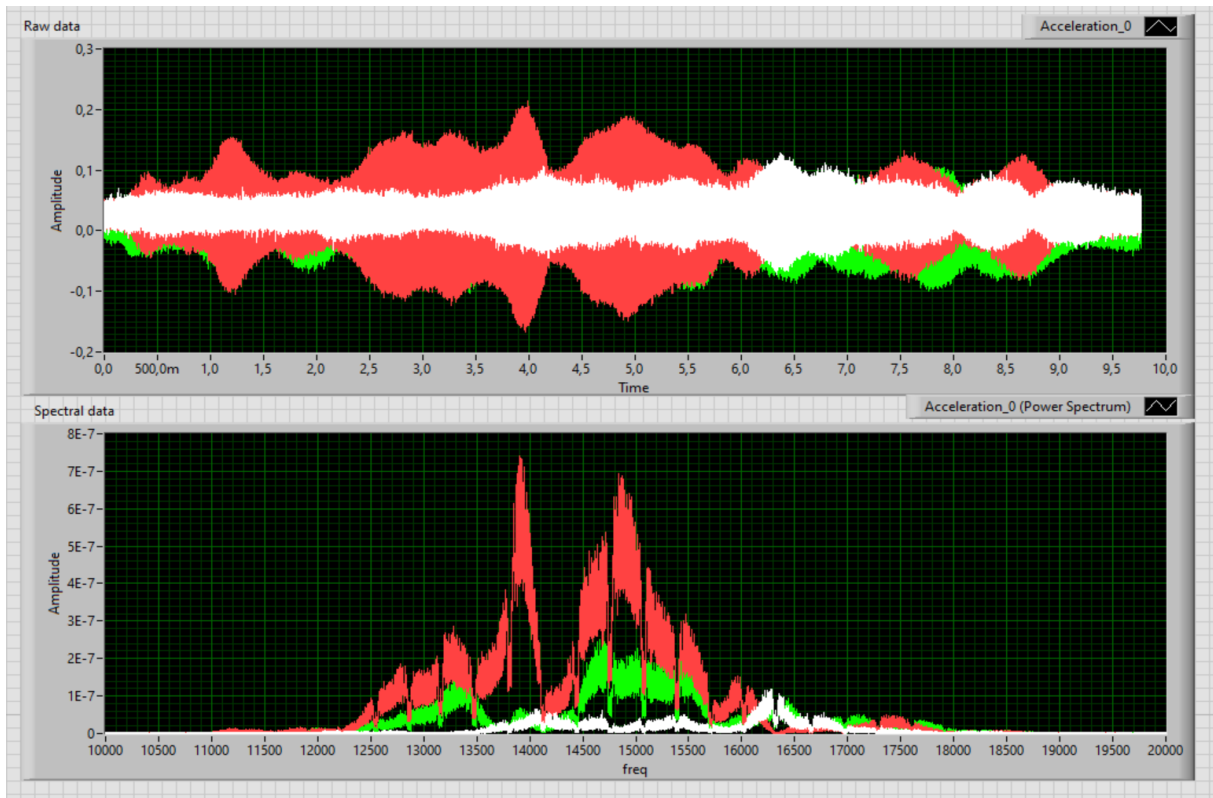 Raw data
Acceleration_0
0,3
0,2
0,1
0,0
-0,1
-0,2
Amplitude
0,0 500,0m 1,0 1,5 2,0 2,5 3,0 3,5 4,0 4,5 5,0 5,5 6,0 6,5 7,0 7,5 8,0 8,5 9,0 9,5 10,0
Time
Spectral data
Acceleration_0 (Power Spectrum)
8E-7
7E-7
6E-7
5E-7
4E-7
3E-7
2E-7
1E-7
0
Amplitude
10000 10500 11000 11500 12000 12500 13000 13500 14000 14500 15000 15500 16000 16500 17000 17500 18000 18500 19000 19500 20000
freq